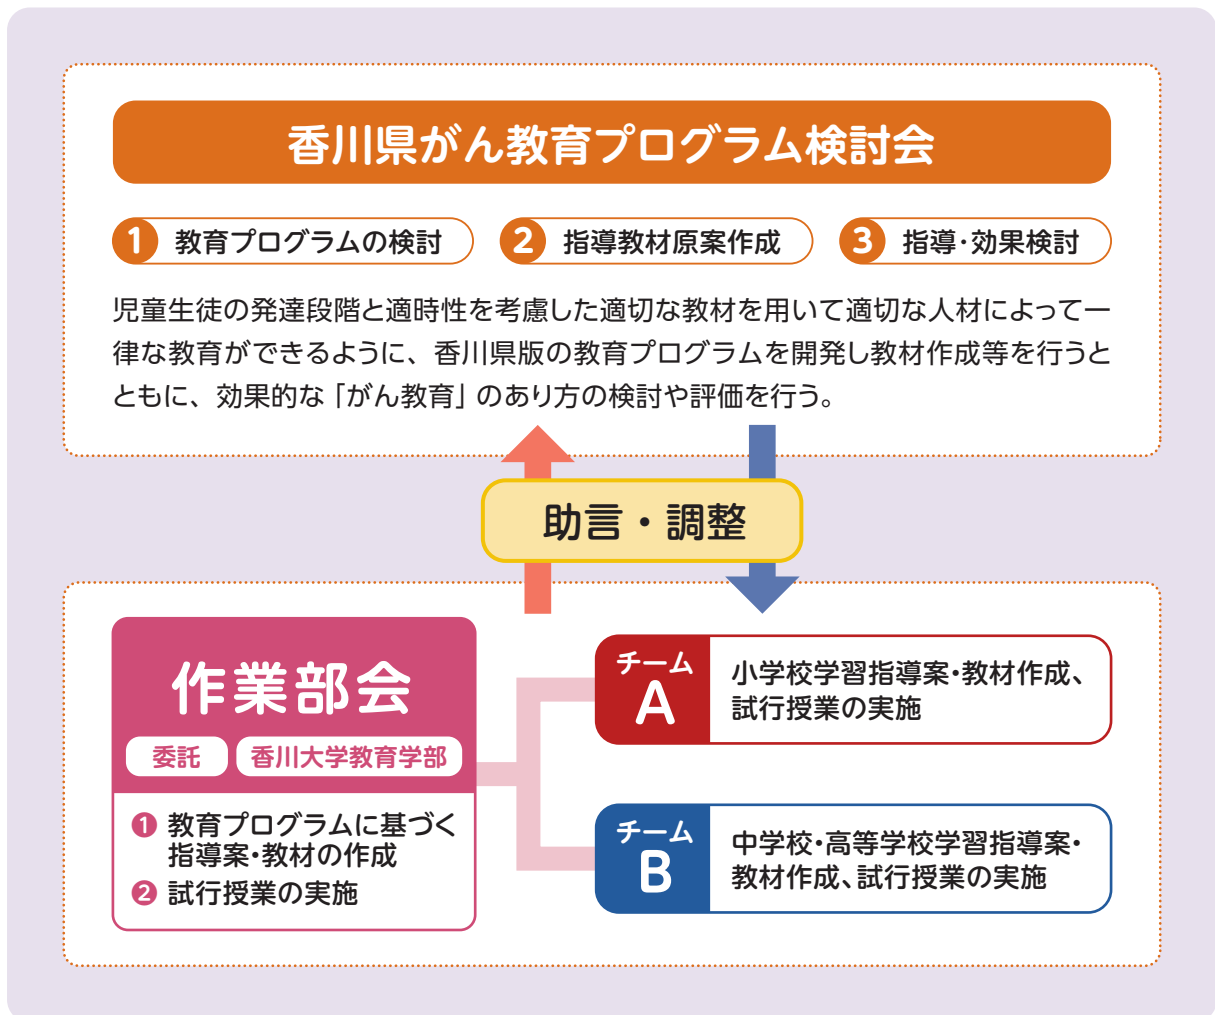 香川県がん教育プログラム検討会
1 教育プログラムの検討
2 指導教材原案作成
3 指導・効果検討
児童生徒の発達段階と適時性を考慮した適切な教材を用いて適切な人材によって一
律な教育ができるように、香川県版の教育プログラムを開発し教材作成等を行うと
ともに、効果的な「がん教育」のあり方の検討や評価を行う。
助言・調整
作業部会
委託 香川大学教育学部
1 教育プログラムに基づく
指導案・教材の作成
2 試行授業の実施
チーム
A
小学校学習指導案・教材作成、
試行授業の実施
チーム
B
中学校・高等学校学習指導案・
教材作成、試行授業の実施